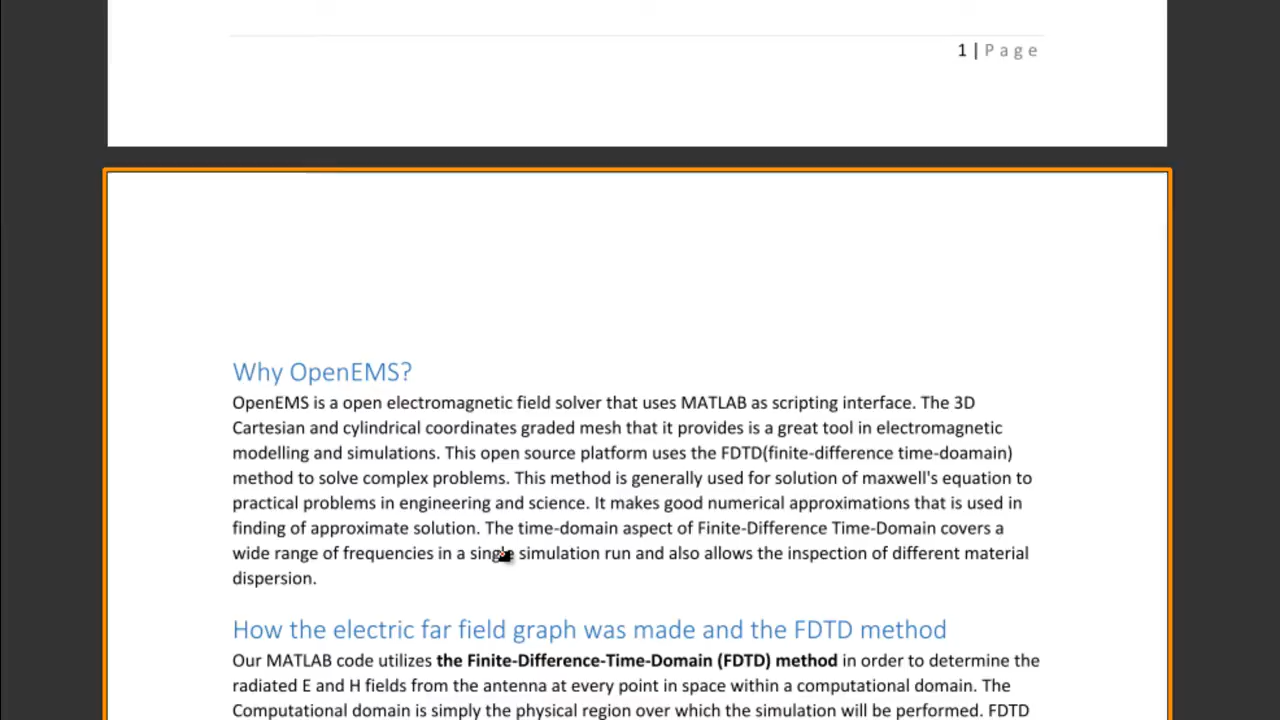 1 | Page
Why OpenEMS?
OpenEMS is a open electromagnetic field solver that uses MATLAB as scripting interface. The 3D
Cartesian and cylindrical coordinates graded mesh that it provides is a great tool in electromagnetic
modelling and simulations. This open source platform uses the FDTD(finite-difference time-doamain)
method to solve complex problems. This method is generally used for solution of maxwell's equation to
practical problems in engineering and science. It makes good numerical approximations that is used in
finding of approximate solution. The time-domain aspect of Finite-Difference Time-Domain covers a
wide range of frequencies in a single simulation run and also allows the inspection of different material
dispersion.
How the electric far field graph was made and the FDTD method
Our MATLAB code utilizes the Finite-Difference-Time-Domain (FDTD) method in order to determine the
radiated E and H fields from the antenna at every point in space within a computational domain. The
Computational domain is simply the physical region over which the simulation will be performed. FDTD